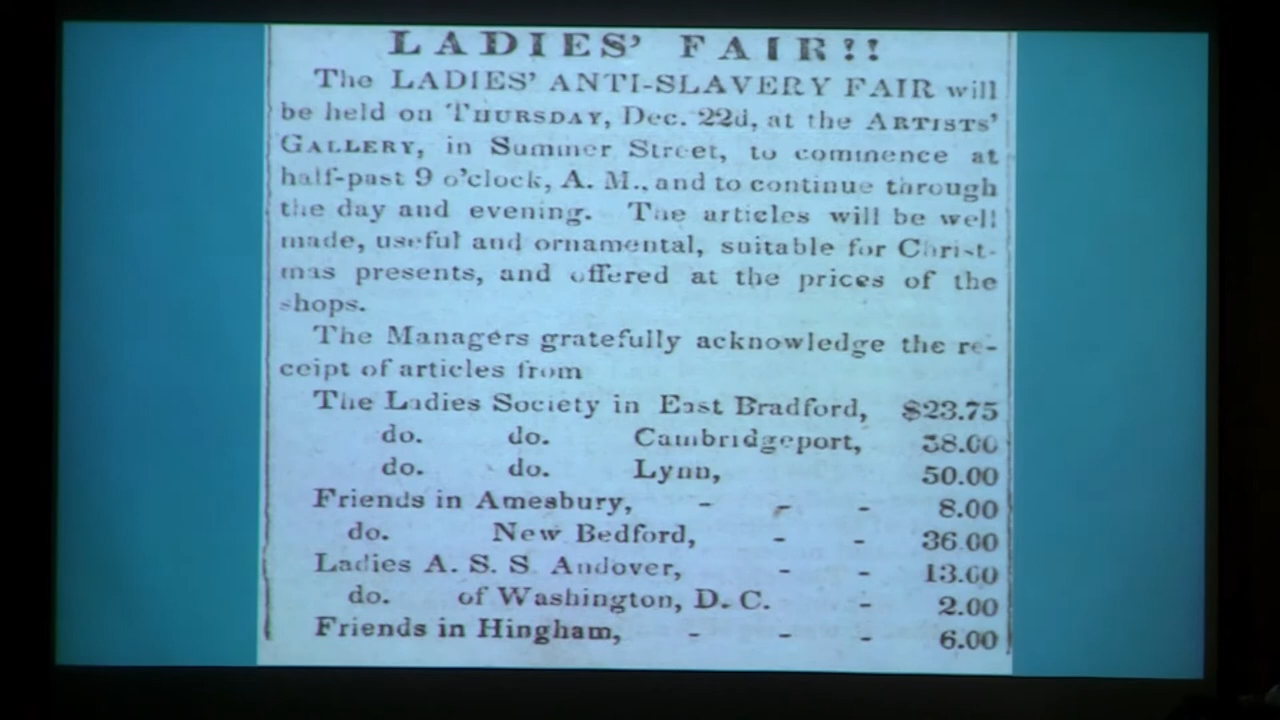 LADIES' FAIR!!
The LADIES' ANTI-SLAVERY FAIR will
be held on THURSDAY, Dec. 22d, at the ARTISTS'
GALLERY, in Summer Street, to commence at
half-past 9 o'clock, A. M., and to continue through
the day and evening. The articles will be well
made, useful and ornamental, suitable for Christ-
mas presents, and offered at the prices of the
shops.
The Managers gratefully acknowledge the re-
ceipt of articles from
The Ladies Society in East Bradford, $23.75
do. do. Cambridgeport, 38.00
do. do. Lynn, 50.00
Friends in Amesbury, - - - 8.00
do. New Bedford, - - 36.00
Ladies A. S. S. Andover, - - 13.00
do. of Washington, D. C. - 2.00
Friends in Hingham, - - - 6.00